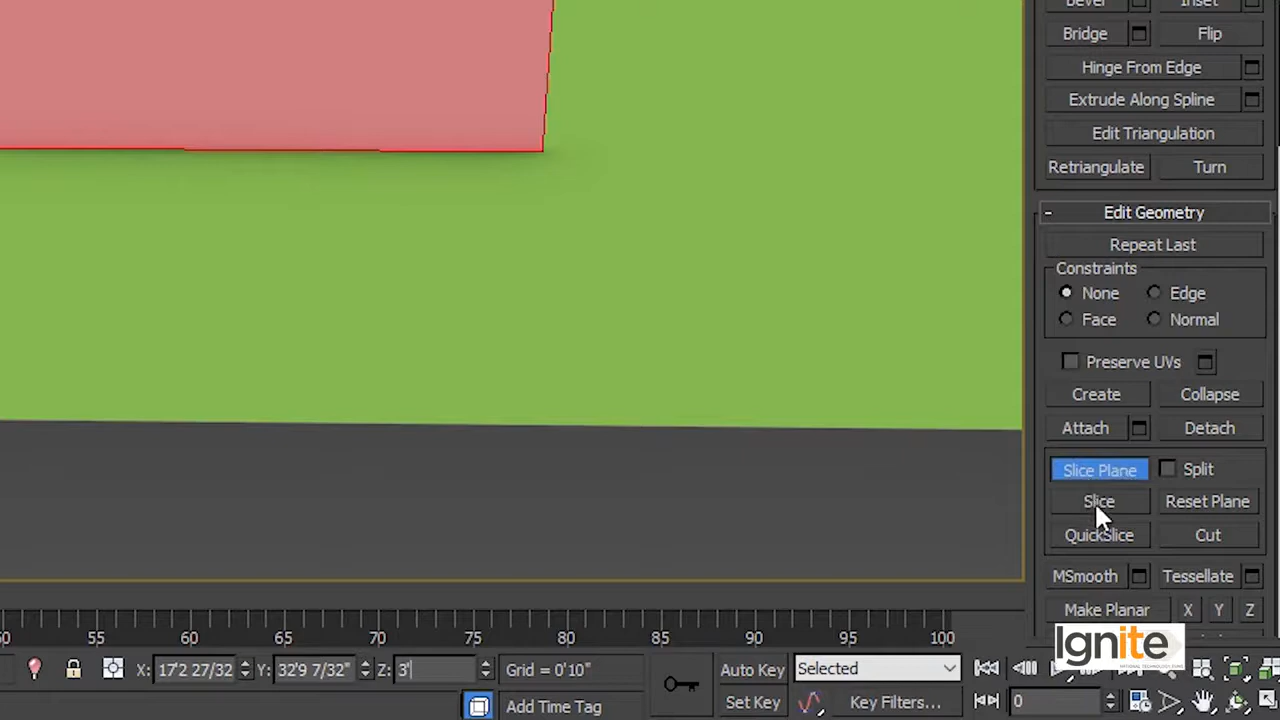 Bevel Inset
Bridge Flip
Hinge From Edge
Extrude Along Spline
Edit Triangulation
Retriangulate Turn
- Edit Geometry
Repeat Last
Constraints
None Edge
Face Normal
Preserve UVs
Create Collapse
Attach Detach
Slice Plane Split
Slice Reset Plane
QuickSlice Cut
MSmooth Tessellate
Make Planar X Y Z
Ignite
50 55 60 65 70 75 80 85 90 95 100
X: 17'2 27/32 Y: 32'9 7/32" Z: 3' Grid = 0'10" Auto Key Selected
Add Time Tag Set Key Key Filters... 0